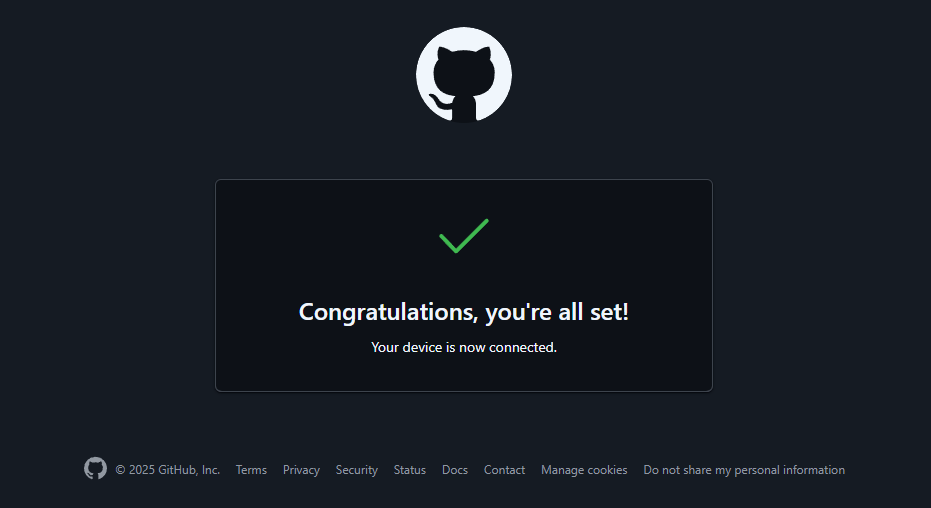 Congratulations, you're all set!
Your device is now connected.
© 2025 GitHub, Inc. Terms Privacy Security Status Docs Contact Manage cookies Do not share my personal information